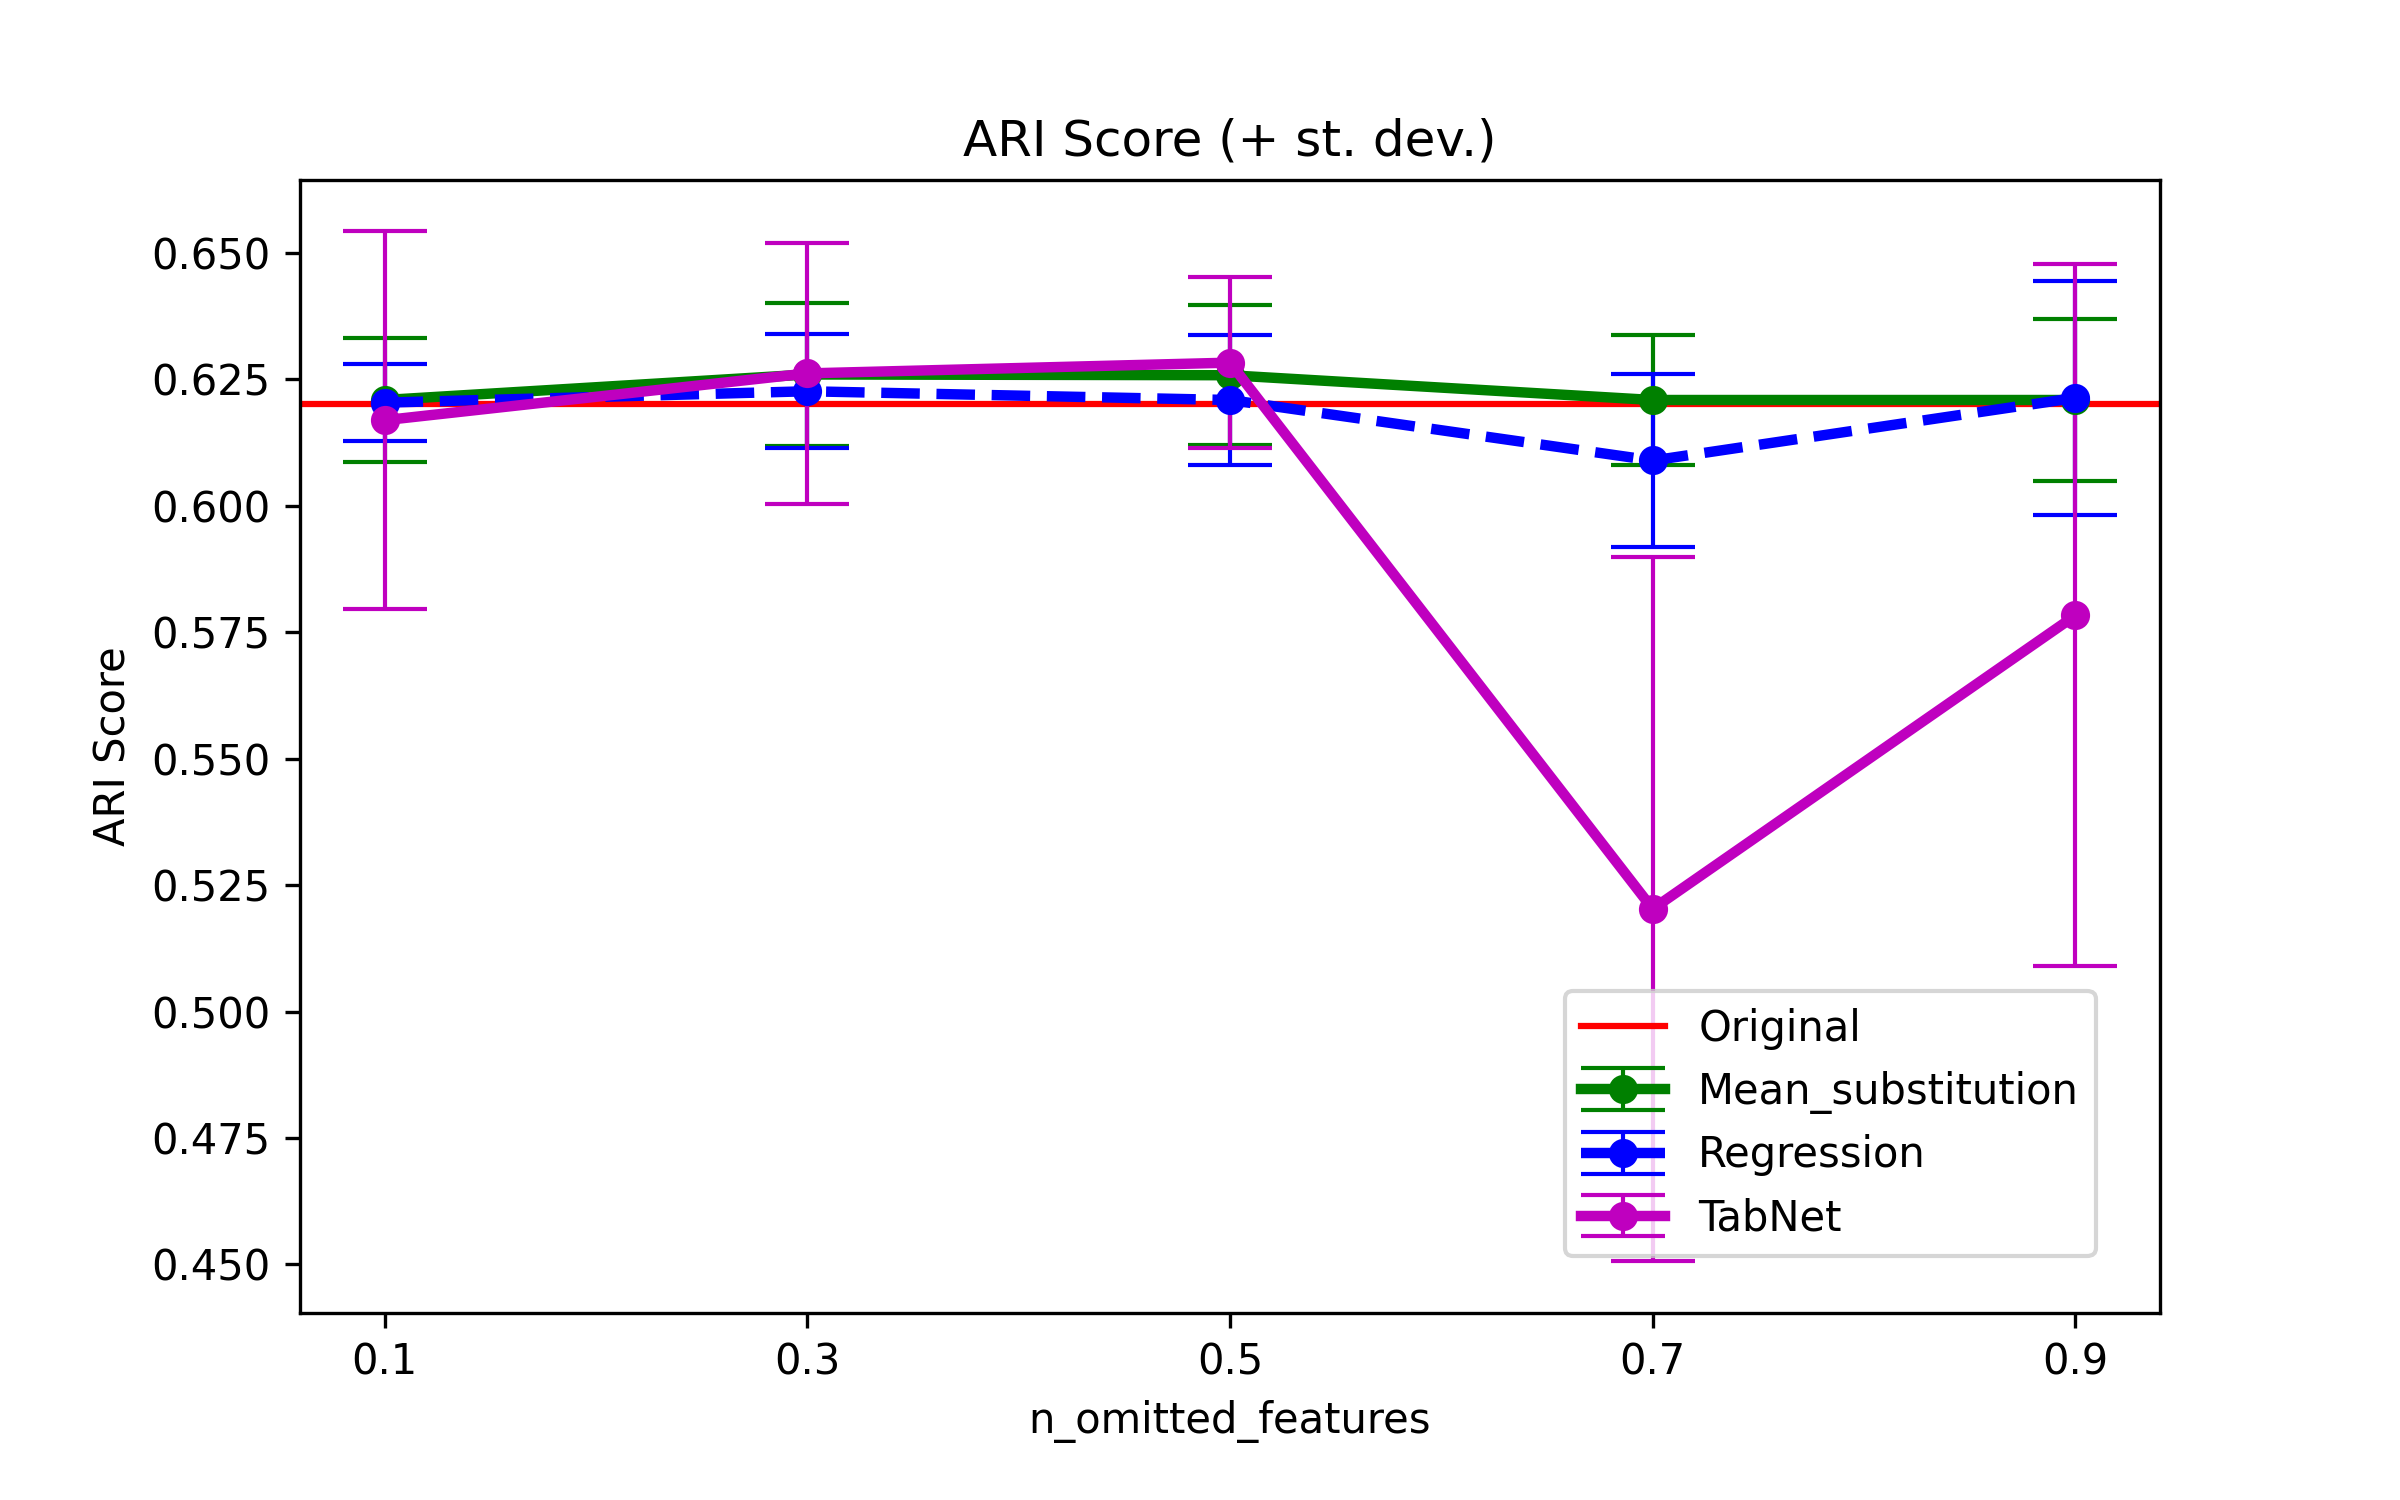 ARI Score (+ st. dev.)
ARI Score
0.650
0.625
0.600
0.575
0.550
0.525
0.500
0.475
0.450
Original
Mean_substitution
Regression
TabNet
0.1 0.3 0.5 0.7 0.9
n_omitted_features